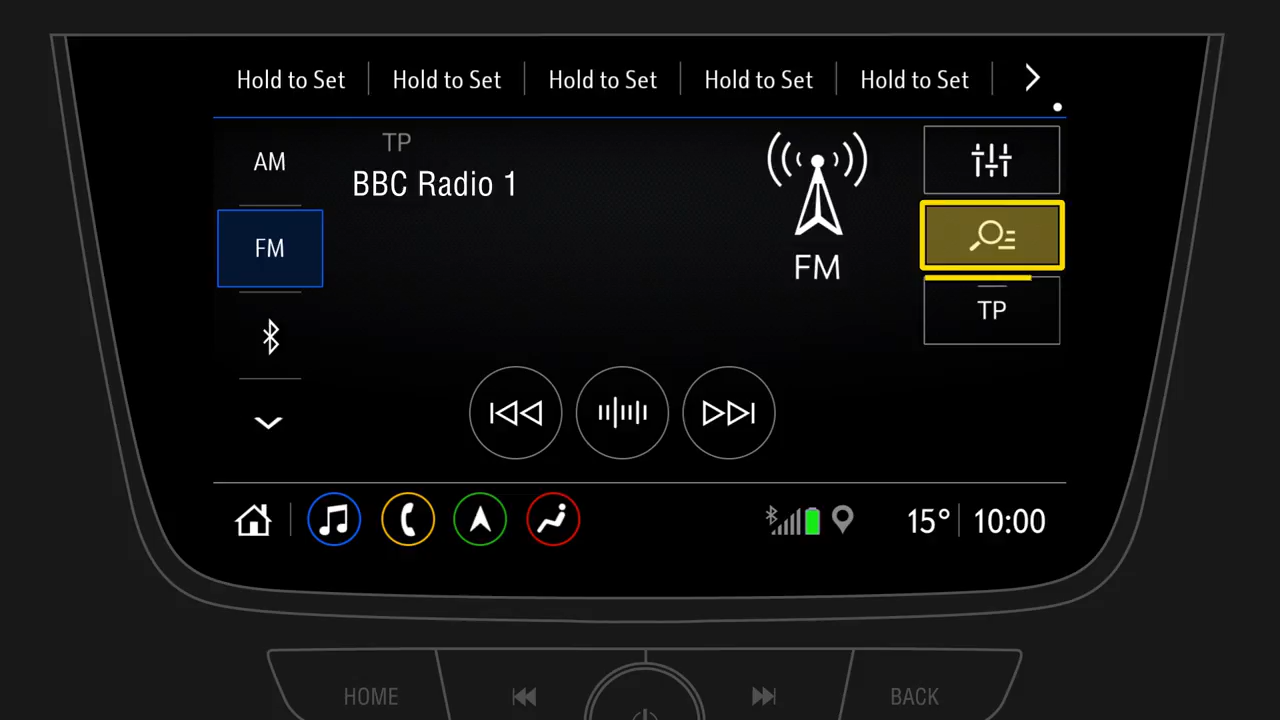 Hold to Set Hold to Set Hold to Set Hold to Set Hold to Set
AM
TP
BBC Radio 1
FM
FM
TP
15° 10:00
HOME
BACK